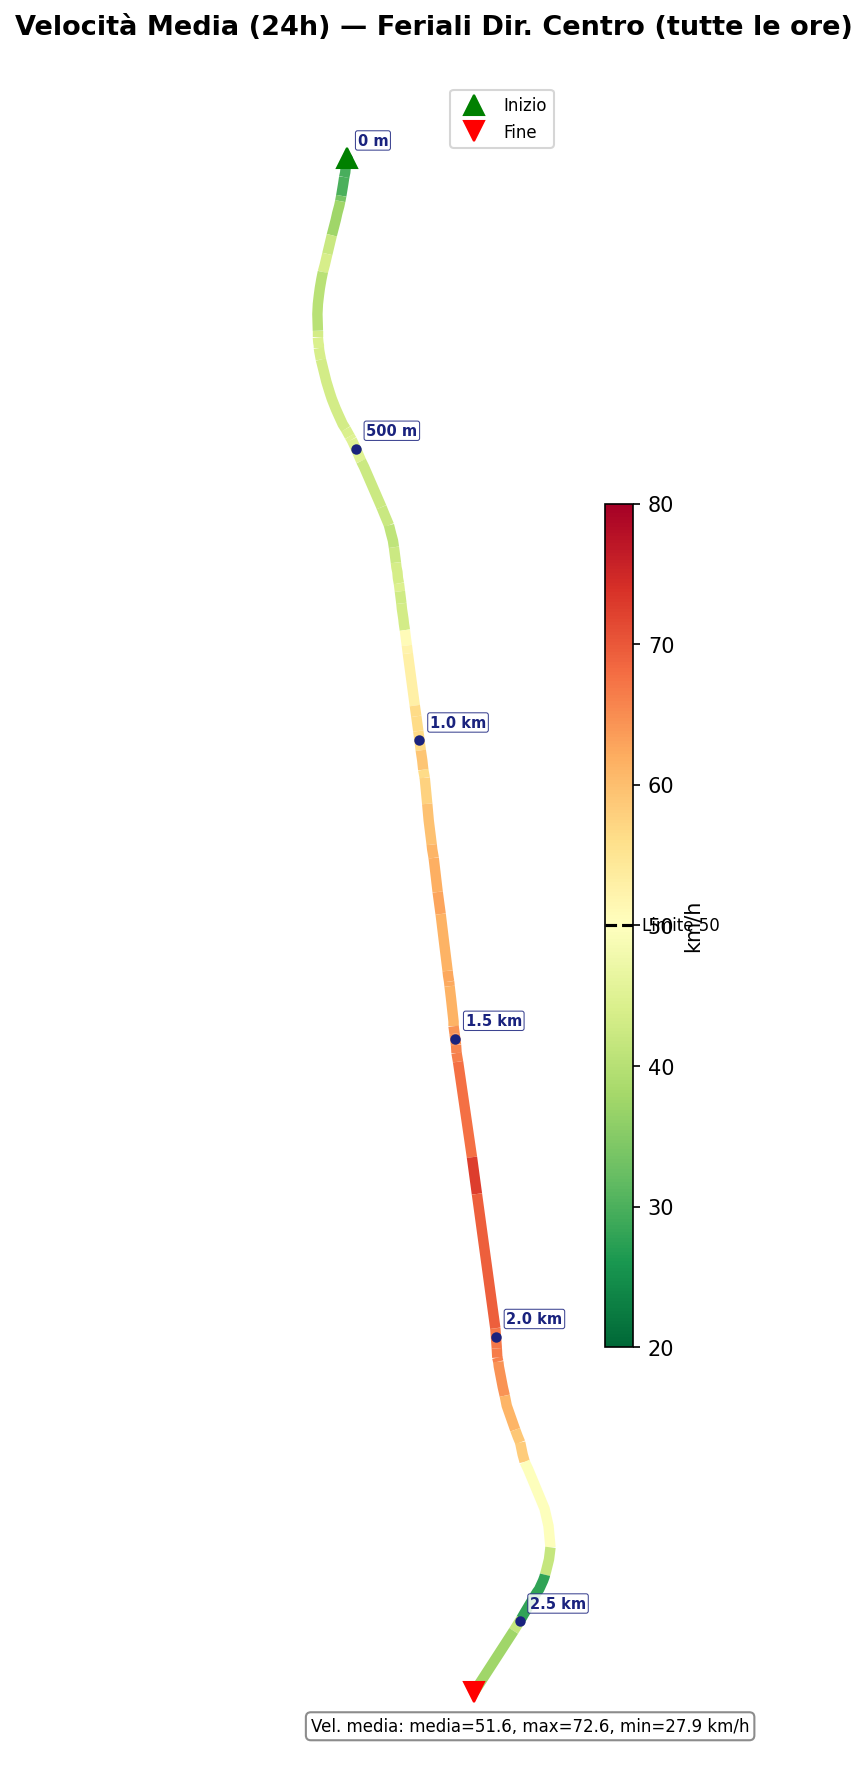 Velocità Media (24h) — Feriali Dir. Centro (tutte le ore)
Inizio
Fine
0 m
500 m
80
70
1.0 km
60
Limite 50
50
km/h
1.5 km
40
30
2.0 km
20
2.5 km
Vel. media: media=51.6, max=72.6, min=27.9 km/h